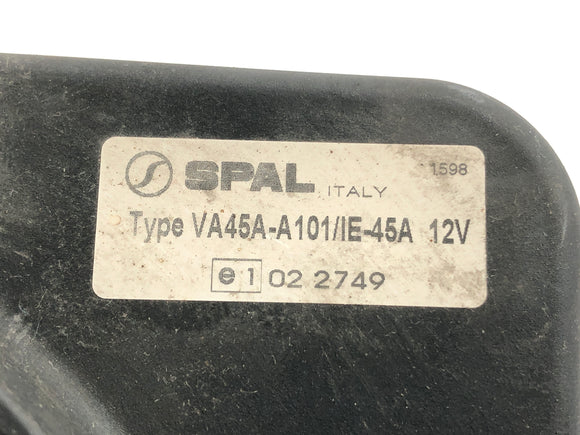 SPAL ITALY 1598
Type VA45A-A101/IE-45A 12V
e1 02 2749